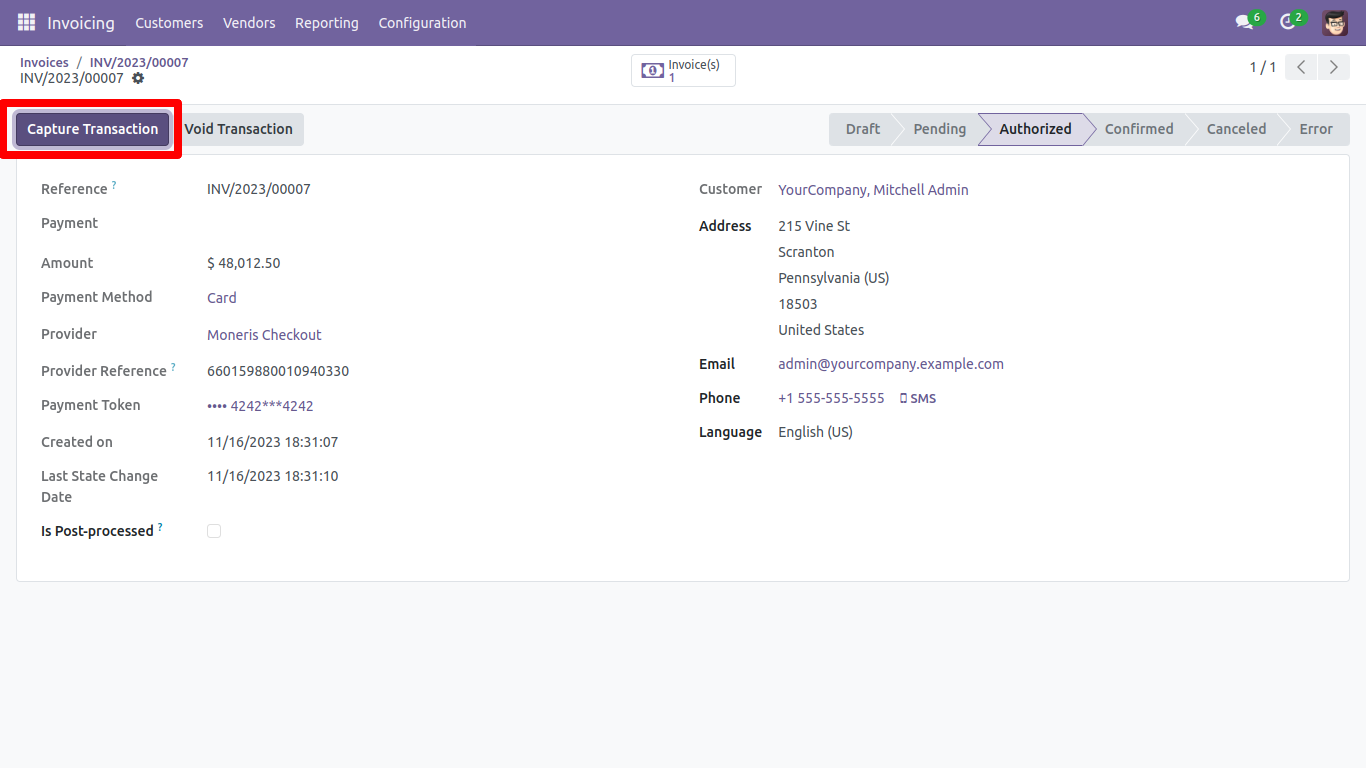 Invoicing Customers Vendors Reporting Configuration 6 2
Invoices / INV/2023/00007
INV/2023/00007
Invoice(s)
1
1 / 1
Capture Transaction Void Transaction Draft Pending Authorized Confirmed Canceled Error
Reference ? INV/2023/00007
Payment
Amount $ 48,012.50
Payment Method Card
Provider Moneris Checkout
Provider Reference ? 660159880010940330
Payment Token •••• 4242***4242
Created on 11/16/2023 18:31:07
Last State Change
Date
11/16/2023 18:31:10
Is Post-processed ?
Customer YourCompany, Mitchell Admin
Address 215 Vine St
Scranton
Pennsylvania (US)
18503
United States
Email admin@yourcompany.example.com
Phone +1 555-555-5555 SMS
Language English (US)